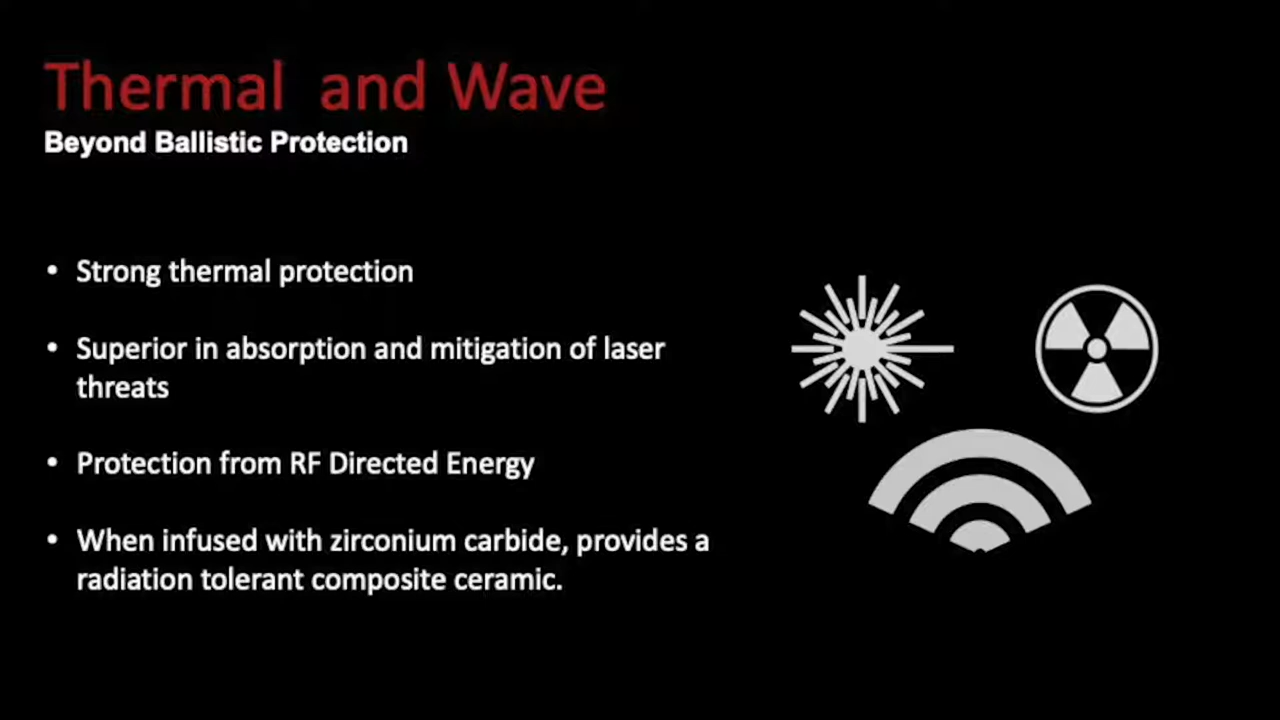 Thermal and Wave
Beyond Ballistic Protection
• Strong thermal protection
• Superior in absorption and mitigation of laser
threats
• Protection from RF Directed Energy
• When infused with zirconium carbide, provides a
radiation tolerant composite ceramic.